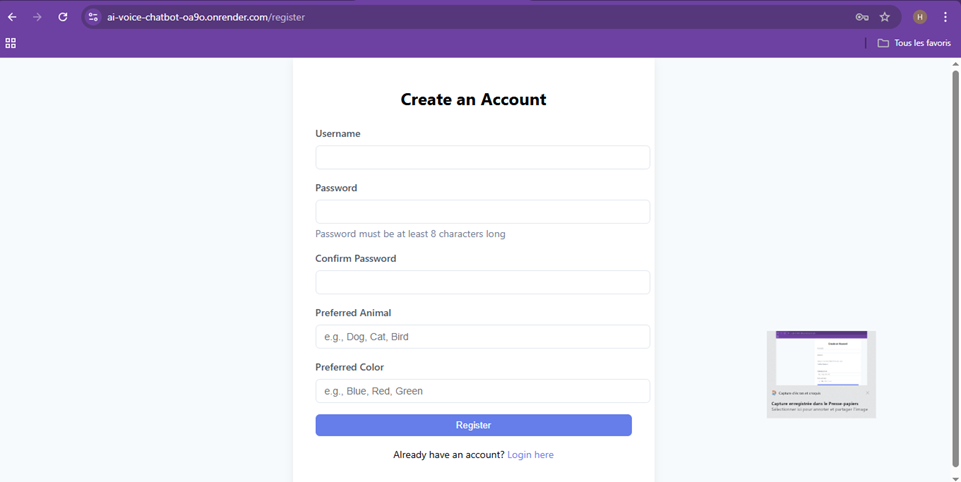 ai-voice-chatbot-oa9o.onrender.com/register
H
Tous les favoris
Create an Account
Username
Password
Password must be at least 8 characters long
Confirm Password
Preferred Animal
e.g., Dog, Cat, Bird
Preferred Color
e.g., Blue, Red, Green
Register
Already have an account? Login here
Capture enregistrée dans le Presse-papiers
Sélectionner ici pour annoter et partager l'image